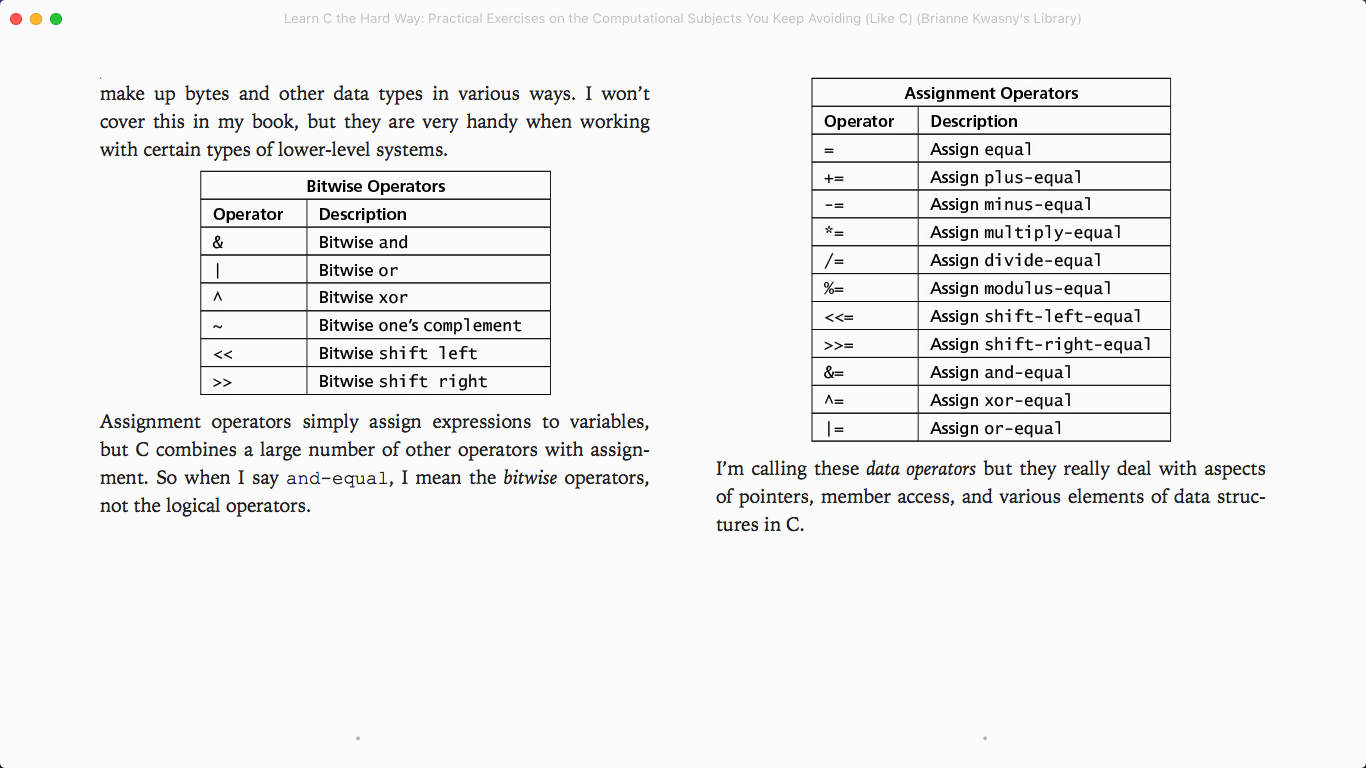 Learn C the Hard Way: Practical Exercises on the Computational Subjects You Keep Avoiding (Like C) (Brianne Kwasny's Library)
make up bytes and other data types in various ways. I won’t
cover this in my book, but they are very handy when working
with certain types of lower-level systems.
Bitwise Operators
Operator Description
& Bitwise and
| Bitwise or
^ Bitwise xor
~ Bitwise one’s complement
<< Bitwise shift left
>> Bitwise shift right
Assignment operators simply assign expressions to variables,
but C combines a large number of other operators with assign-
ment. So when I say and-equal, I mean the bitwise operators,
not the logical operators.
Assignment Operators
Operator Description
= Assign equal
+= Assign plus-equal
-= Assign minus-equal
*= Assign multiply-equal
/= Assign divide-equal
%= Assign modulus-equal
<<= Assign shift-left-equal
>>= Assign shift-right-equal
&= Assign and-equal
^= Assign xor-equal
|= Assign or-equal
I’m calling these data operators but they really deal with aspects
of pointers, member access, and various elements of data struc-
tures in C.